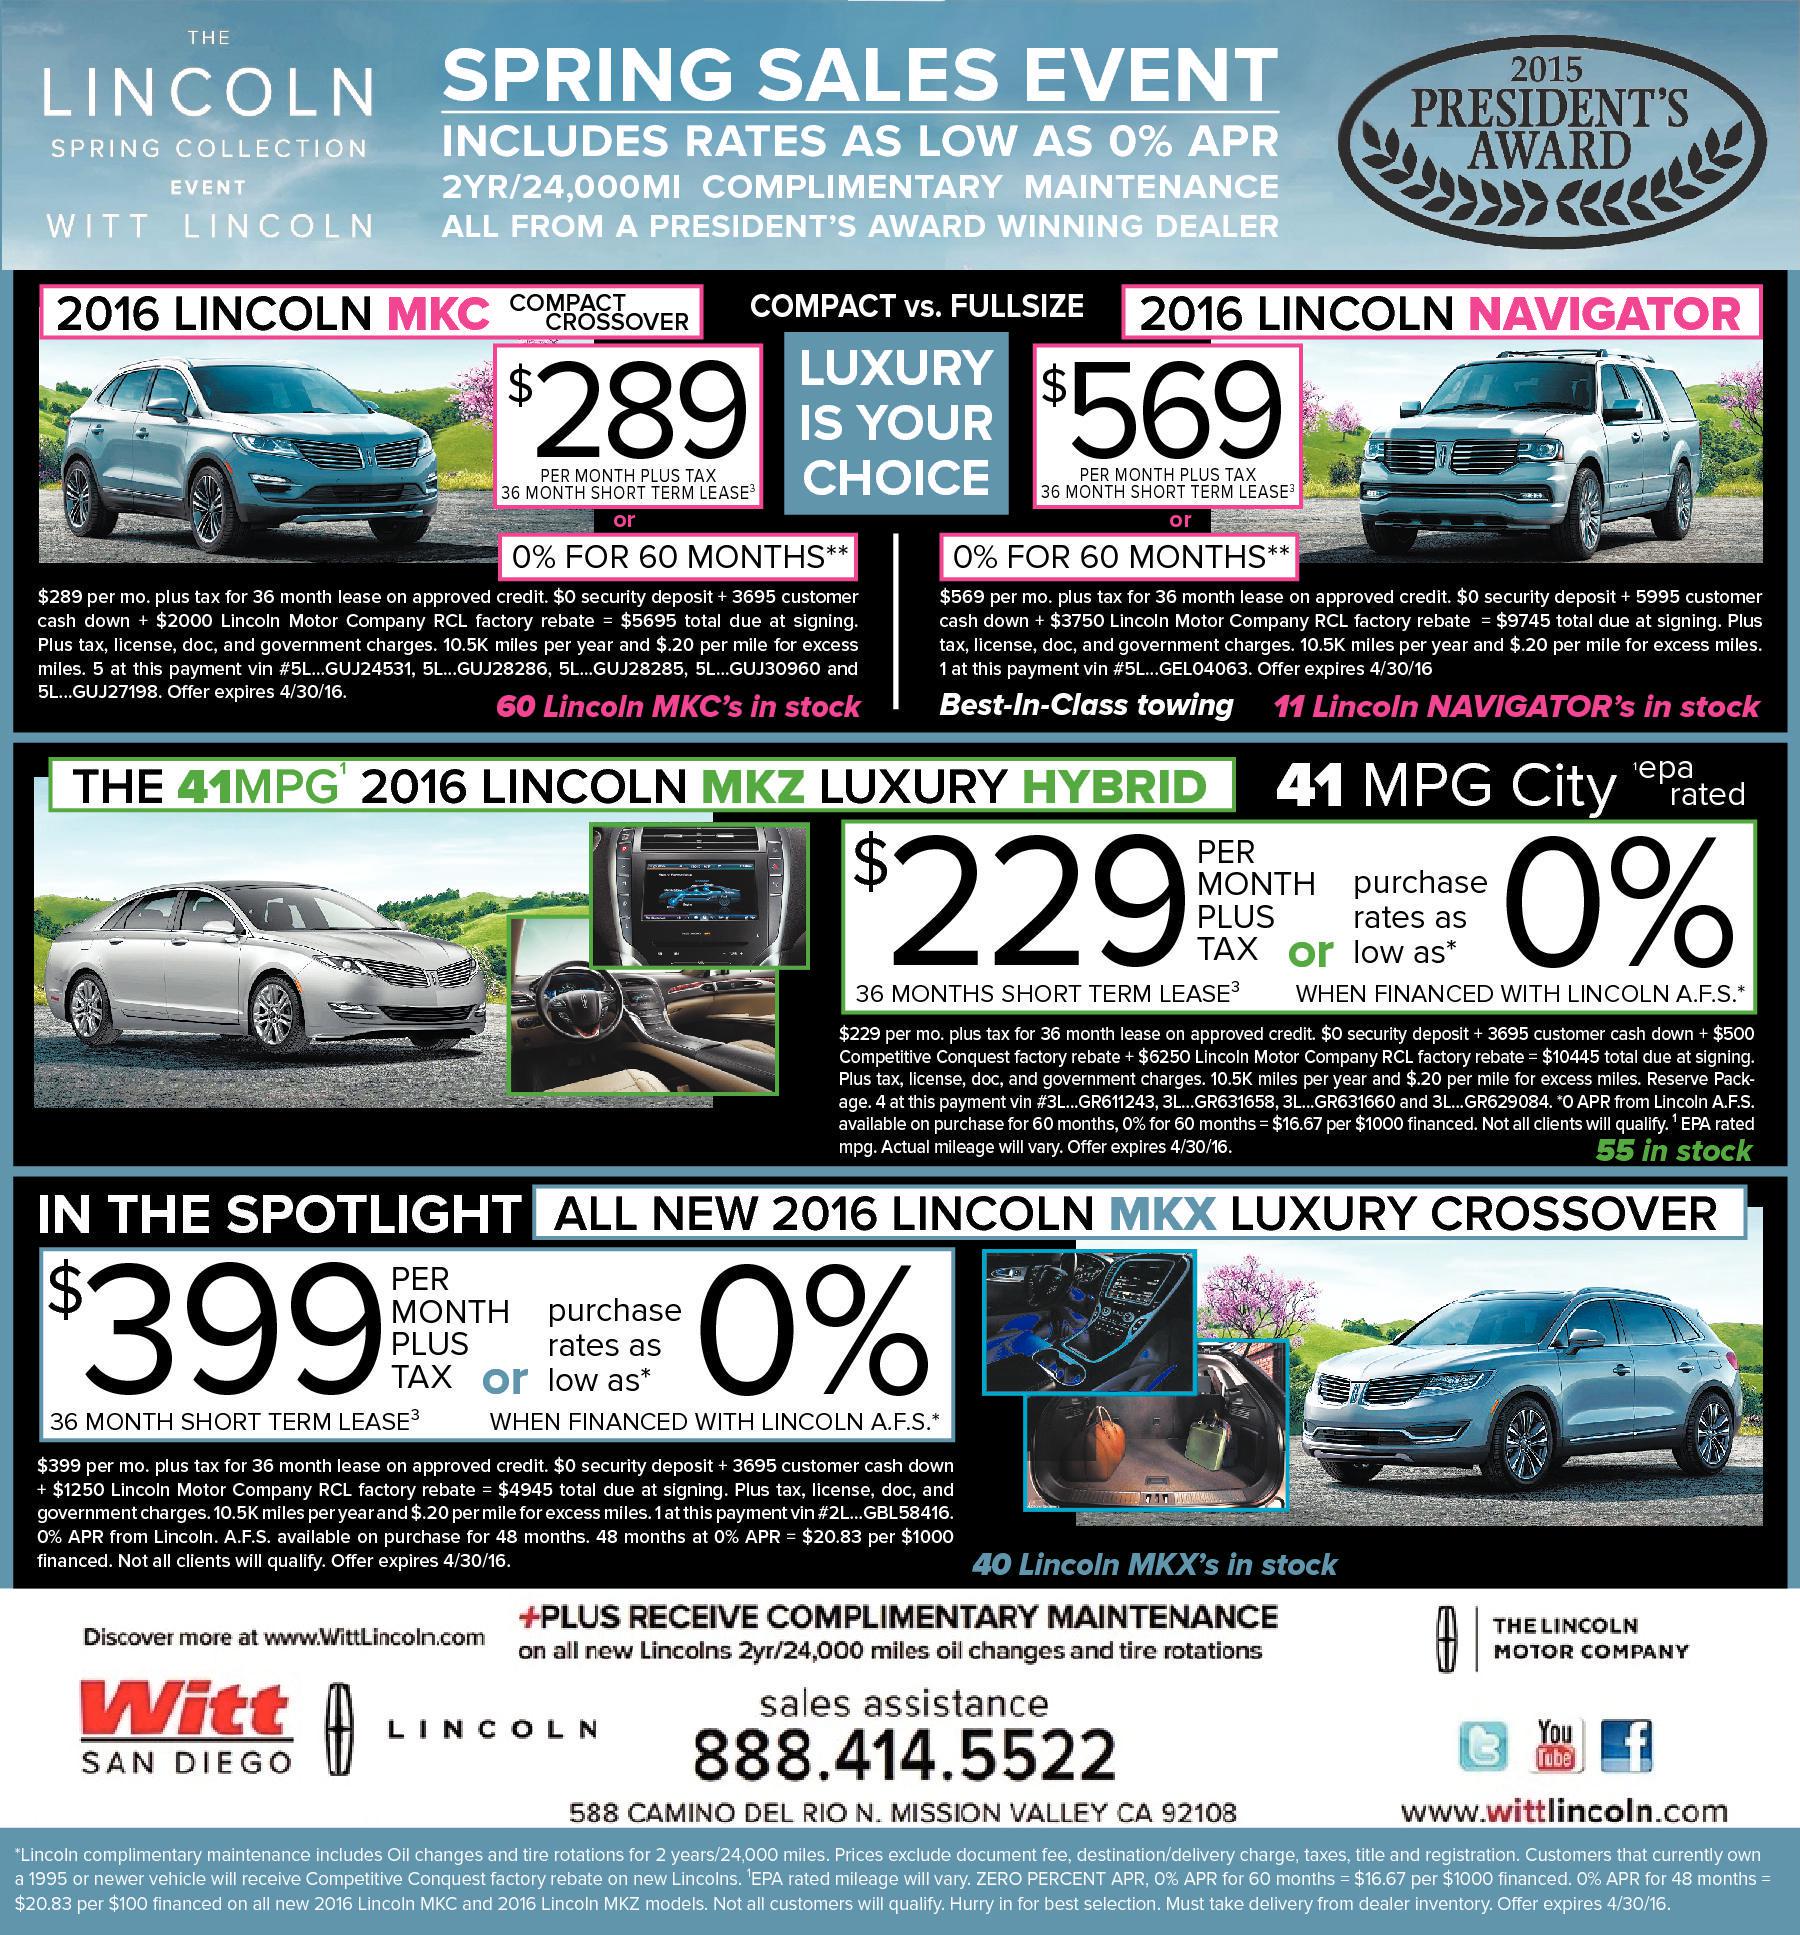 THE
LINCOLN
SPRING COLLECTION
EVENT
WITT LINCOLN
SPRING SALES EVENT
INCLUDES RATES AS LOW AS 0% APR
2YR/24,000MI COMPLIMENTARY MAINTENANCE
ALL FROM A PRESIDENT'S AWARD WINNING DEALER
2015
PRESIDENT'S
AWARD
2016 LINCOLN MKC COMPACT CROSSOVER
$289
PER MONTH PLUS TAX
36 MONTH SHORT TERM LEASE³
or
0% FOR 60 MONTHS**
$289 per mo. plus tax for 36 month lease on approved credit. $0 security deposit + 3695 customer
cash down + $2000 Lincoln Motor Company RCL factory rebate = $5695 total due at signing.
Plus tax, license, doc, and government charges. 10.5K miles per year and $.20 per mile for excess
miles. 5 at this payment vin #5L...GUJ24531, 5L...GUJ28286, 5L...GUJ28285, 5L...GUJ30960 and
5L...GUJ27198. Offer expires 4/30/16.
60 Lincoln MKC's in stock
COMPACT vs. FULLSIZE
LUXURY
IS YOUR
CHOICE
2016 LINCOLN NAVIGATOR
$569
PER MONTH PLUS TAX
36 MONTH SHORT TERM LEASE³
or
0% FOR 60 MONTHS**
$569 per mo. plus tax for 36 month lease on approved credit. $0 security deposit + 5995 customer
cash down + $3750 Lincoln Motor Company RCL factory rebate = $9745 total due at signing. Plus
tax, license, doc, and government charges. 10.5K miles per year and $.20 per mile for excess miles.
1 at this payment vin #5L...GEL04063. Offer expires 4/30/16
Best-In-Class towing
11 Lincoln NAVIGATOR's in stock
THE 41MPG¹ 2016 LINCOLN MKZ LUXURY HYBRID
41 MPG City ¹epa rated
$229
PER
MONTH
PLUS
TAX
or
purchase
rates as
low as*
0%
36 MONTHS SHORT TERM LEASE³
WHEN FINANCED WITH LINCOLN A.F.S.*
$229 per mo. plus tax for 36 month lease on approved credit. $0 security deposit + 3695 customer cash down + $500
Competitive Conquest factory rebate + $6250 Lincoln Motor Company RCL factory rebate = $10445 total due at signing.
Plus tax, license, doc, and government charges. 10.5K miles per year and $.20 per mile for excess miles. Reserve Pack-
age. 4 at this payment vin #3L...GR611243, 3L...GR631658, 3L...GR631660 and 3L...GR629084. *0 APR from Lincoln A.F.S.
available on purchase for 60 months, 0% for 60 months = $16.67 per $1000 financed. Not all clients will qualify. ¹ EPA rated
mpg. Actual mileage will vary. Offer expires 4/30/16.
55 in stock
IN THE SPOTLIGHT
ALL NEW 2016 LINCOLN MKX LUXURY CROSSOVER
$399
PER
MONTH
PLUS
TAX
or
purchase
rates as
low as*
0%
36 MONTH SHORT TERM LEASE³
WHEN FINANCED WITH LINCOLN A.F.S.*
$399 per mo. plus tax for 36 month lease on approved credit. $0 security deposit + 3695 customer cash down
+ $1250 Lincoln Motor Company RCL factory rebate = $4945 total due at signing. Plus tax, license, doc, and
government charges. 10.5K miles per year and $.20 per mile for excess miles. 1 at this payment vin #2L...GBL58416.
0% APR from Lincoln. A.F.S. available on purchase for 48 months. 48 months at 0% APR = $20.83 per $1000
financed. Not all clients will qualify. Offer expires 4/30/16.
40 Lincoln MKX's in stock
Discover more at www.WittLincoln.com
Witt
SAN DIEGO
LINCOLN
+PLUS RECEIVE COMPLIMENTARY MAINTENANCE
on all new Lincolns 2yr/24,000 miles oil changes and tire rotations
sales assistance
888.414.5522
588 CAMINO DEL RIO N. MISSION VALLEY CA 92108
THE LINCOLN
MOTOR COMPANY
You
Tube
www.wittlincoln.com
*Lincoln complimentary maintenance includes Oil changes and tire rotations for 2 years/24,000 miles. Prices exclude document fee, destination/delivery charge, taxes, title and registration. Customers that currently own
a 1995 or newer vehicle will receive Competitive Conquest factory rebate on new Lincolns. ¹EPA rated mileage will vary. ZERO PERCENT APR, 0% APR for 60 months = $16.67 per $1000 financed. 0% APR for 48 months =
$20.83 per $100 financed on all new 2016 Lincoln MKC and 2016 Lincoln MKZ models. Not all customers will qualify. Hurry in for best selection. Must take delivery from dealer inventory. Offer expires 4/30/16.